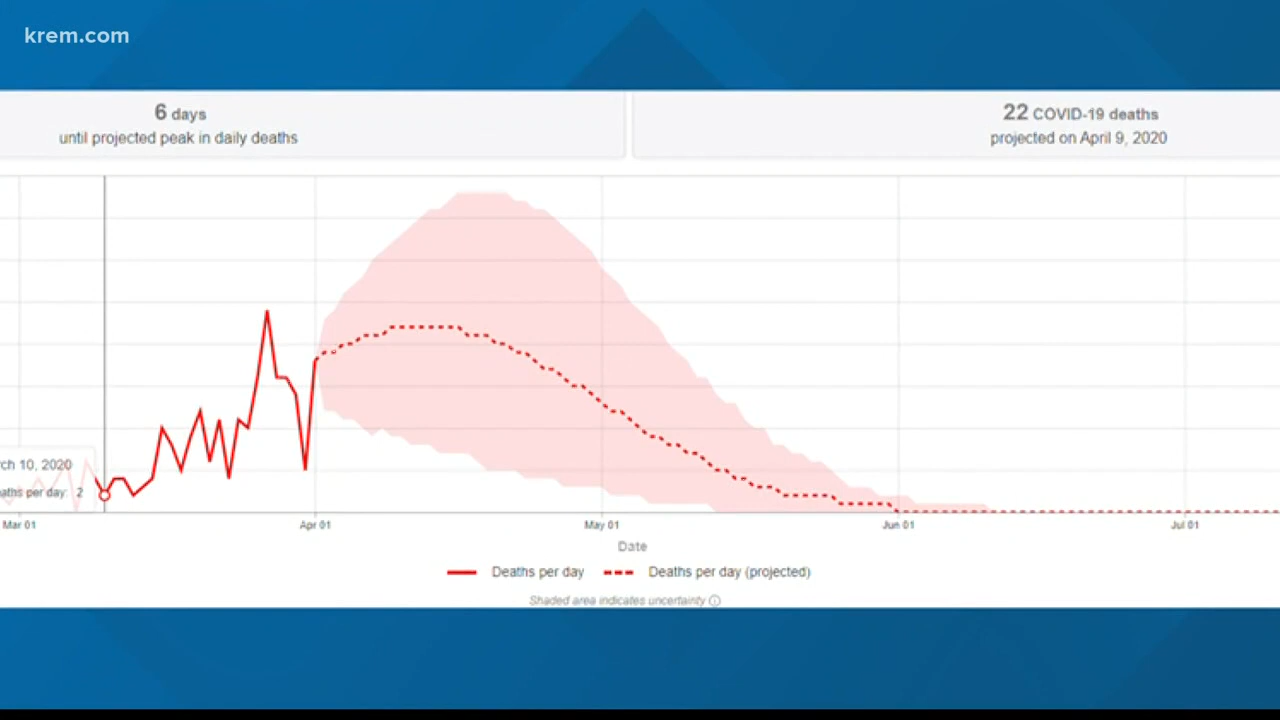 krem.com
6 days
until projected peak in daily deaths
22 COVID-19 deaths
projected on April 9, 2020
rch 10, 2020
aths per day: 2
Mar 01
Apr 01
May 01
Jun 01
Jul 01
Date
Deaths per day
Deaths per day (projected)
Shaded area indicates uncertainty